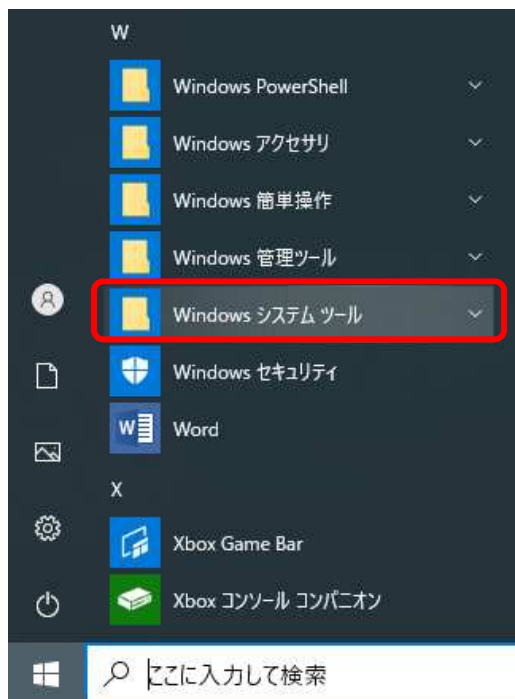 W
Windows PowerShell
Windows アクセサリ
Windows 簡単操作
Windows 管理ツール
Windows システム ツール
Windows セキュリティ
Word
X
Xbox Game Bar
Xbox コンソール コンパニオン
ここに入力して検索